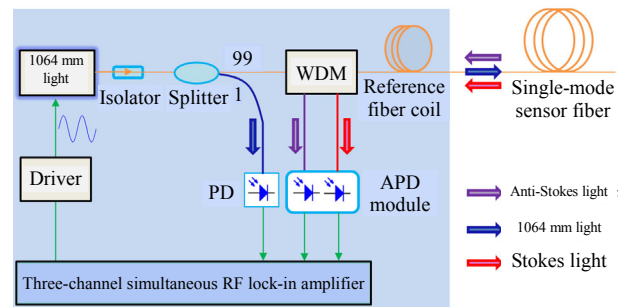 1064 mm
light
Isolator
Splitter
99
1
WDM
Reference
fiber coil
Single-mode
sensor fiber
Driver
PD
APD
module
Anti-Stokes light
1064 mm light
Stokes light
Three-channel simultaneous RF lock-in amplifier